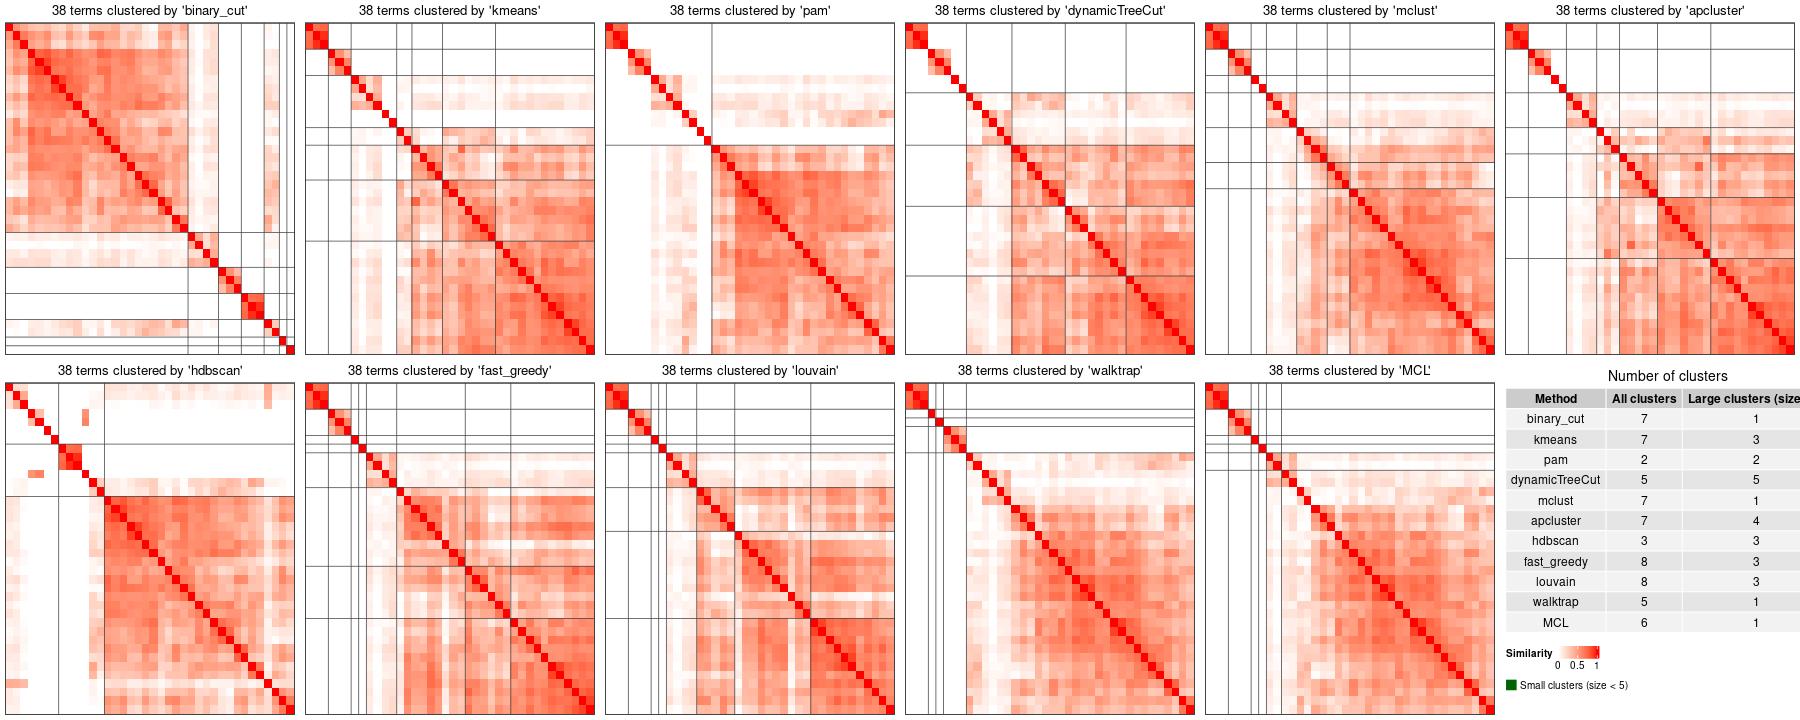 38 terms clustered by 'binary_cut'
38 terms clustered by 'kmeans'
38 terms clustered by 'pam'
38 terms clustered by 'dynamicTreeCut'
38 terms clustered by 'mclust'
38 terms clustered by 'apcluster'
38 terms clustered by 'hdbscan'
38 terms clustered by 'fast_greedy'
38 terms clustered by 'louvain'
38 terms clustered by 'walktrap'
38 terms clustered by 'MCL'
Number of clusters
Method All clusters Large clusters (size
binary_cut 7 1
kmeans 7 3
pam 2 2
dynamicTreeCut 5 5
mclust 7 1
apcluster 7 4
hdbscan 3 3
fast_greedy 8 3
louvain 8 3
walktrap 5 1
MCL 6 1
Similarity
0 0.5 1
Small clusters (size < 5)